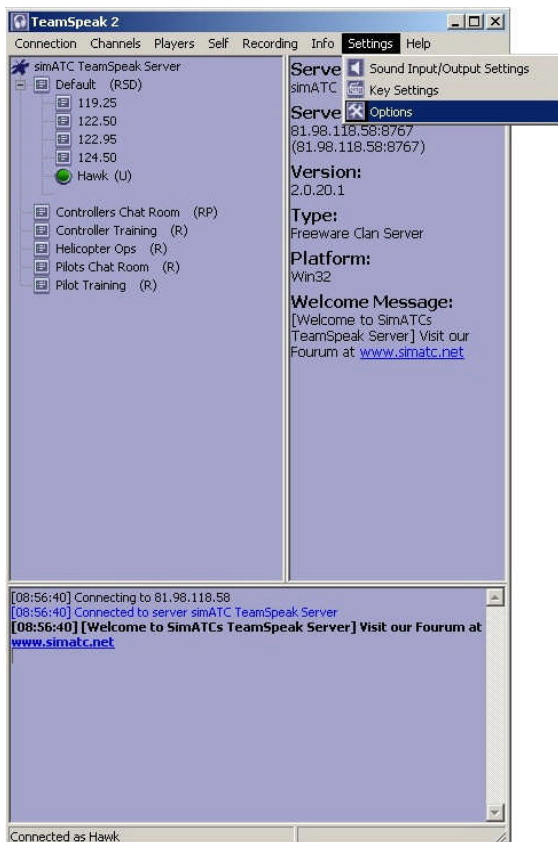 TeamSpeak 2
Connection Channels Players Self Recording Info Settings Help
Sound Input/Output Settings
Key Settings
Options
simATC TeamSpeak Server
Default (RSD)
119.25
122.50
122.95
124.50
Hawk (U)
Controllers Chat Room (RP)
Controller Training (R)
Helicopter Ops (R)
Pilots Chat Room (R)
Pilot Training (R)
Serve
simATC
Serve
81.98.118.58:8767
(81.98.118.58:8767)
Version:
2.0.20.1
Type:
Freeware Clan Server
Platform:
Win32
Welcome Message:
[Welcome to SimATCs
TeamSpeak Server] Visit our
Fourum at www.simatc.net
[08:56:40] Connecting to 81.98.118.58
[08:56:40] Connected to server simATC TeamSpeak Server
[08:56:40] [Welcome to SimATCs TeamSpeak Server] Visit our Fourum at
www.simatc.net
Connected as Hawk